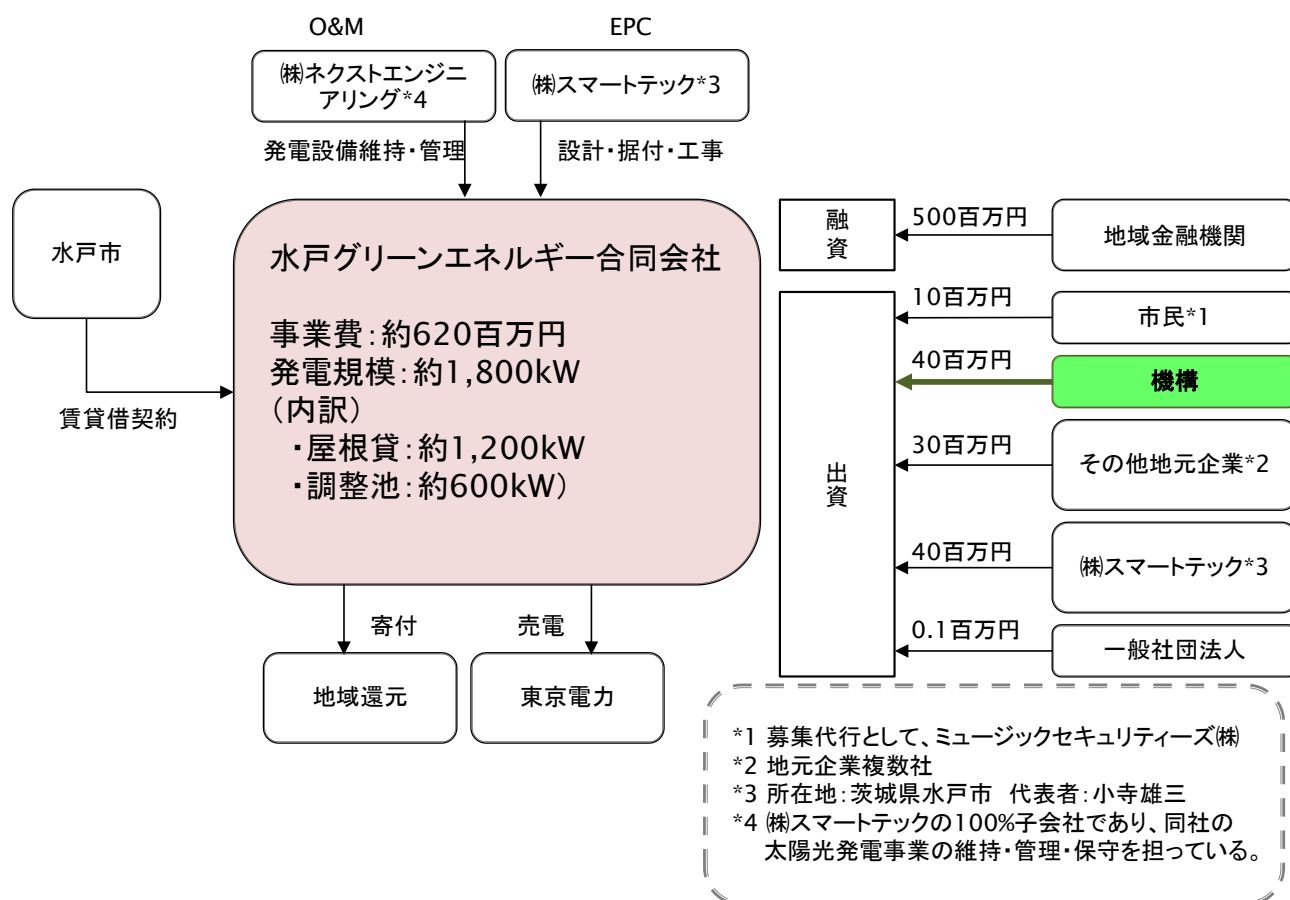 O&M
EPC
㈱ネクストエンジニ
アリング*4
㈱スマートテック*3
発電設備維持・管理
設計・据付・工事
水戸市
賃貸借契約
水戸グリーンエネルギー合同会社
事業費：約620百万円
発電規模：約1,800kW
（内訳）
・屋根貸：約1,200kW
・調整池：約600kW）
寄付
売電
地域還元
東京電力
融
資
500百万円
地域金融機関
出
資
10百万円
市民*1
40百万円
機構
30百万円
その他地元企業*2
40百万円
㈱スマートテック*3
0.1百万円
一般社団法人
*1 募集代行として、ミュージックセキュリティーズ㈱
*2 地元企業複数社
*3 所在地：茨城県水戸市　代表者：小寺雄三
*4 ㈱スマートテックの100%子会社であり、同社の
太陽光発電事業の維持・管理・保守を担っている。